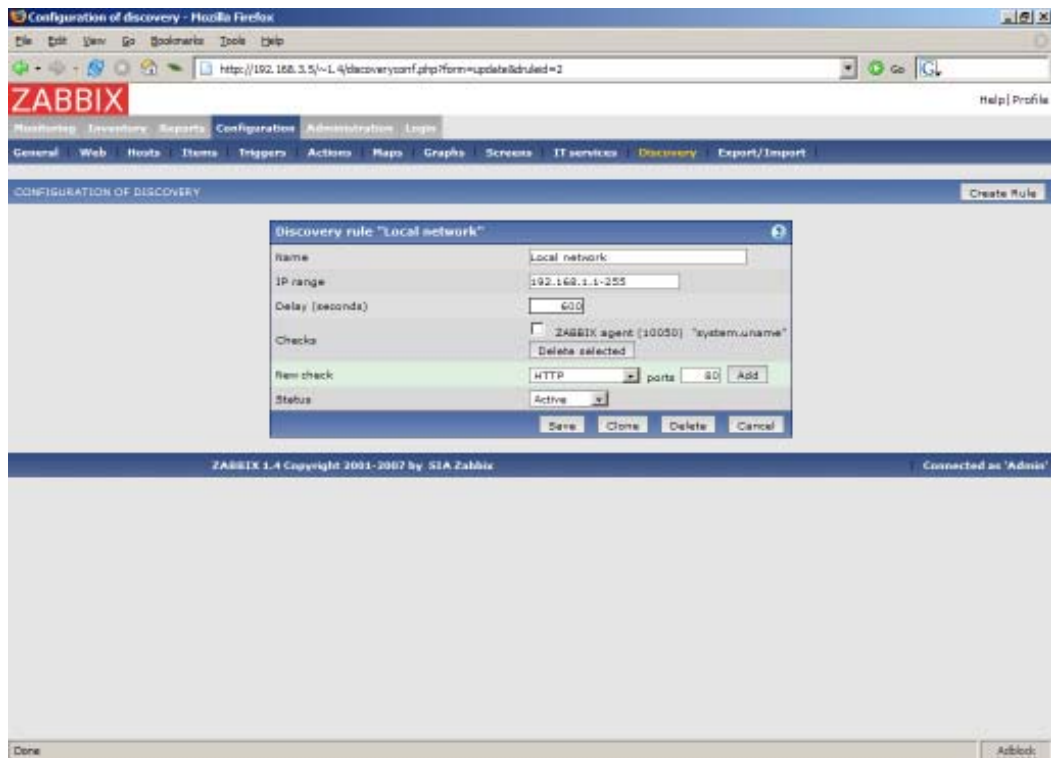 Configuration of discovery - Mozilla Firefox
File Edit View Go Bookmarks Tools Help
http://192.168.3.5/~1.4/discoveryconf.php?form=update&druleid=2 Go
ZABBIX
Help | Profile
Monitoring Inventory Reports Configuration Administration Login
General Web Hosts Items Triggers Actions Maps Graphs Screens IT services Discovery Export/Import
CONFIGURATION OF DISCOVERY Create Rule
Discovery rule "Local network"
Name Local network
IP range 192.168.1.1-255
Delay (seconds) 600
Checks ZABBIX agent (10050) "system.uname"
Delete selected
New check HTTP ports 80 Add
Status Active
Save Clone Delete Cancel
ZABBIX 1.4 Copyright 2001-2007 by SIA Zabbix Connected as 'Admin'
Done Adblock